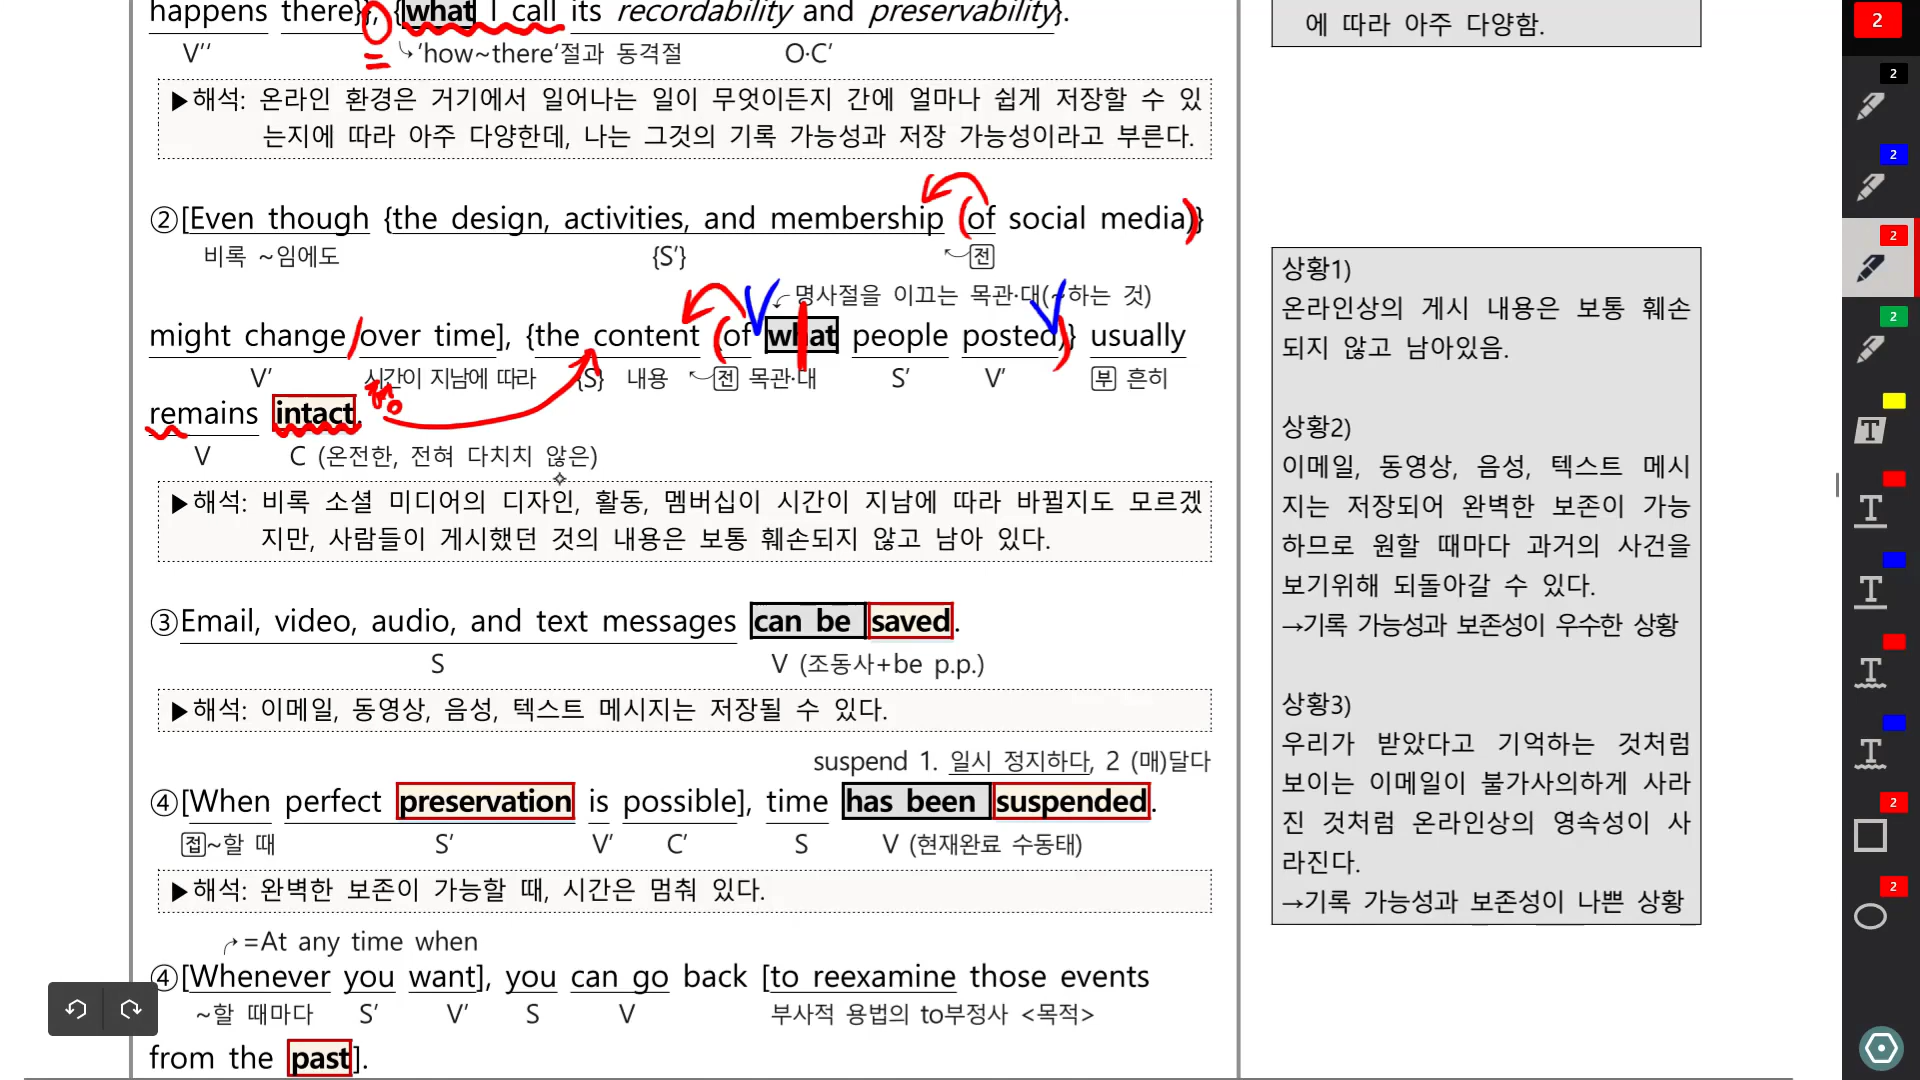 happens there}}, {what I call its recordability and preservability}.
V′′ ↳‘how~there’절과 동격절 O·C′
▶해석: 온라인 환경은 거기에서 일어나는 일이 무엇이든지 간에 얼마나 쉽게 저장할 수 있
는지에 따라 아주 다양한데, 나는 그것의 기록 가능성과 저장 가능성이라고 부른다.
②[Even though {the design, activities, and membership (of social media)}
비록 ~임에도 {S′} 전
명사절을 이끄는 목관·대(~하는 것)
might change/over time], {the content (of what people posted)} usually
V′ 시간이 지남에 따라 {S} 내용 전 목관·대 S′ V′ 부 흔히
remains intact.
V C (온전한, 전혀 다치치 않은)
▶해석: 비록 소셜 미디어의 디자인, 활동, 멤버십이 시간이 지남에 따라 바뀔지도 모르겠
지만, 사람들이 게시했던 것의 내용은 보통 훼손되지 않고 남아 있다.
③Email, video, audio, and text messages can be saved.
S V (조동사+be p.p.)
▶해석: 이메일, 동영상, 음성, 텍스트 메시지는 저장될 수 있다.
suspend 1. 일시 정지하다, 2 (매)달다
④[When perfect preservation is possible], time has been suspended.
접~할 때 S′ V′ C′ S V (현재완료 수동태)
▶해석: 완벽한 보존이 가능할 때, 시간은 멈춰 있다.
=At any time when
④[Whenever you want], you can go back [to reexamine those events
~할 때마다 S′ V′ S V 부사적 용법의 to부정사 <목적>
from the past].
에 따라 아주 다양함.
상황1)
온라인상의 게시 내용은 보통 훼손
되지 않고 남아있음.
상황2)
이메일, 동영상, 음성, 텍스트 메시
지는 저장되어 완벽한 보존이 가능
하므로 원할 때마다 과거의 사건을
보기위해 되돌아갈 수 있다.
→기록 가능성과 보존성이 우수한 상황
상황3)
우리가 받았다고 기억하는 것처럼
보이는 이메일이 불가사의하게 사라
진 것처럼 온라인상의 영속성이 사
라진다.
→기록 가능성과 보존성이 나쁜 상황
2
2
2
2
2
T
T
T
T
T
2
2